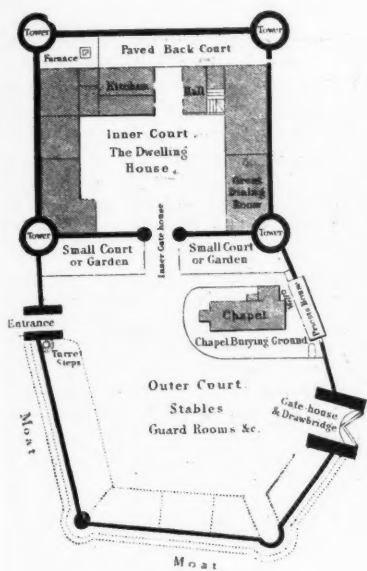 Tower
Tower
Furnace
Paved Back Court
Kitchen
Hall
Inner Court
The Dwelling
House
Great
Dining
Room
Tower
Tower
Small Court
or Garden
Inner Gate house
Small Court
or Garden
Chapel
Priests House
Chapel Burying Ground
Entrance
Turret
Steps
Outer Court
Stables
Guard Rooms &c.
Gate-house
& Drawbridge
Moat
Moat